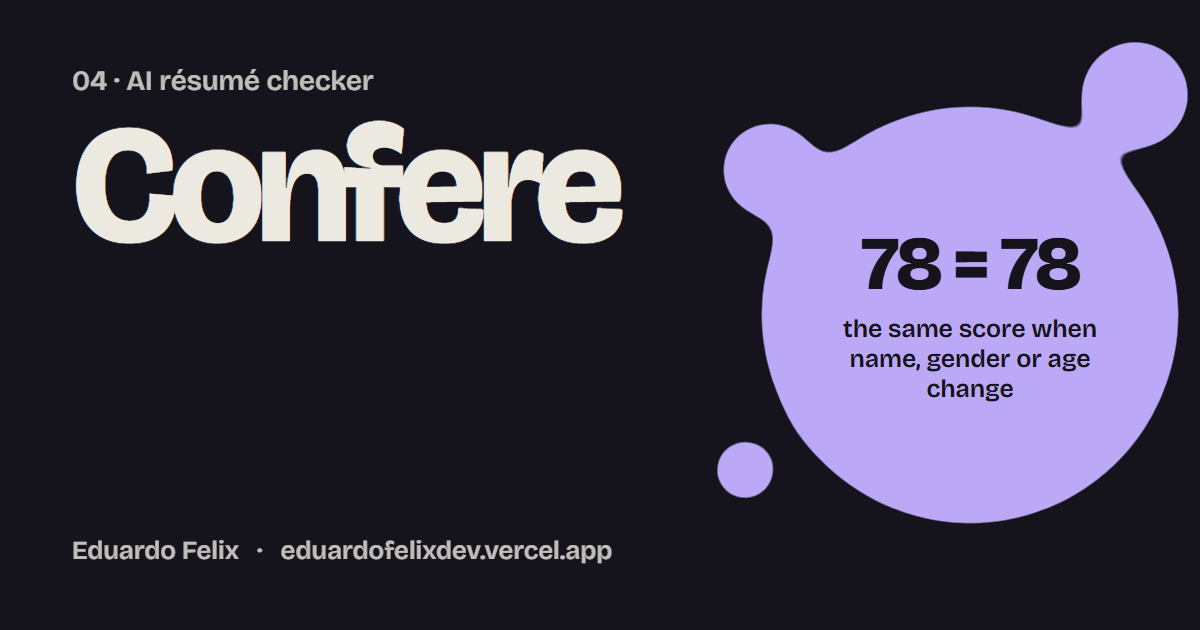 04 · AI résumé checker
Confere
78 = 78
the same score when
name, gender or age
change
Eduardo Felix · eduardofelixdev.vercel.app